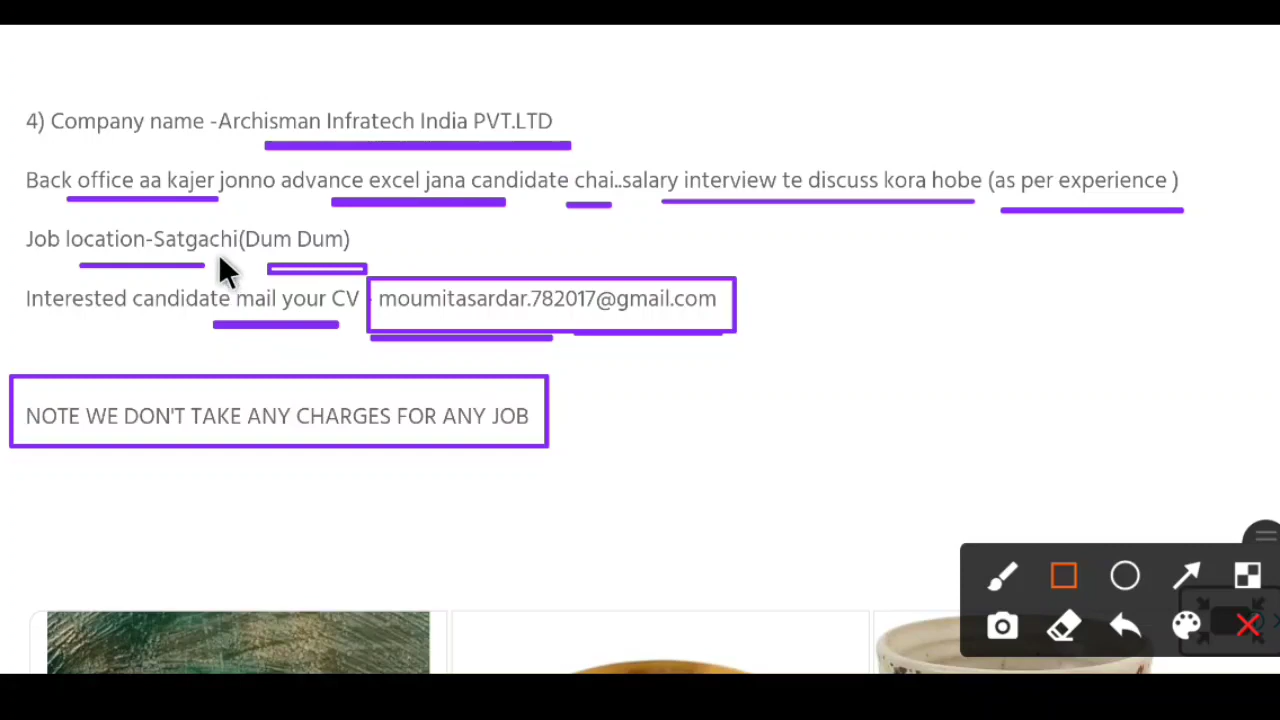 4) Company name -Archisman Infratech India PVT.LTD
Back office aa kajer jonno advance excel jana candidate chai..salary interview te discuss kora hobe (as per experience )
Job location-Satgachi(Dum Dum)
Interested candidate mail your CV - moumitasardar.782017@gmail.com
NOTE WE DON'T TAKE ANY CHARGES FOR ANY JOB